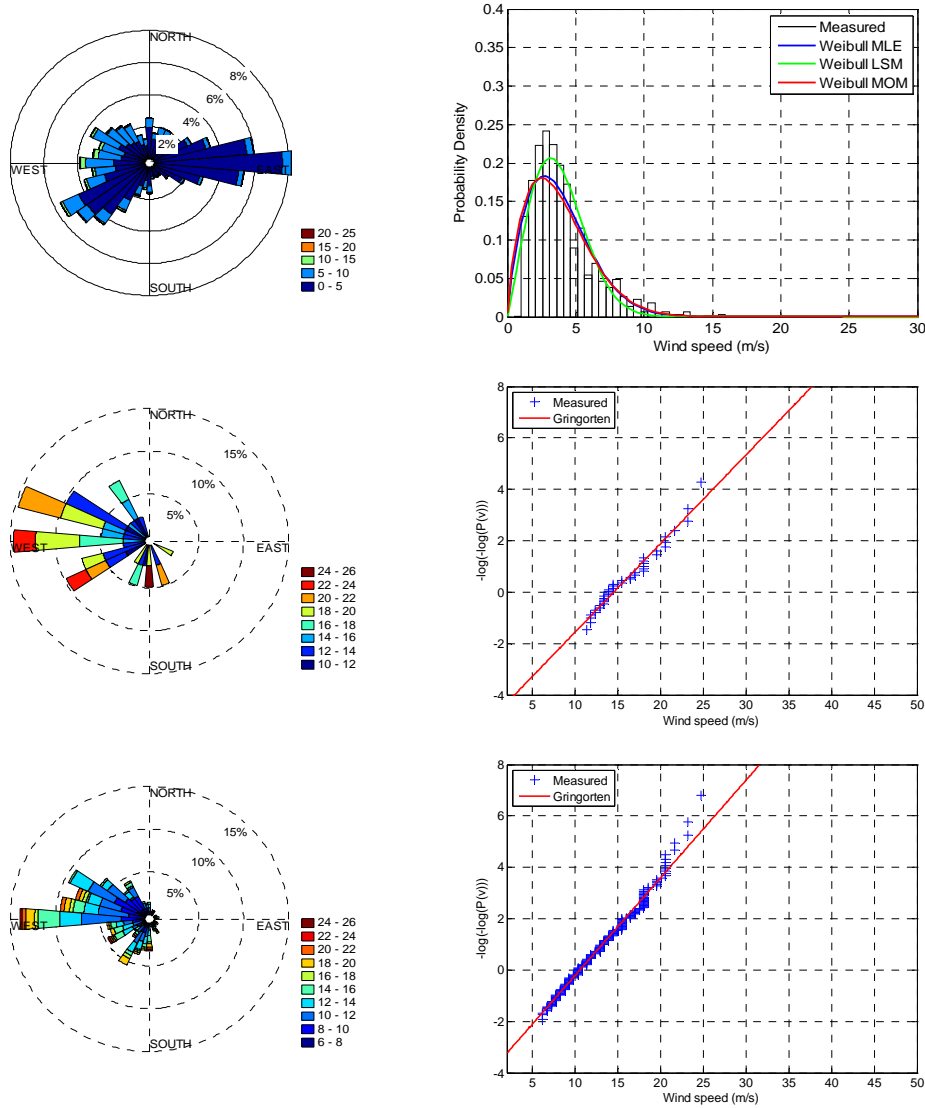 NORTH
8%
6%
4%
2%
WEST
EAST
SOUTH
20 - 25
15 - 20
10 - 15
5 - 10
0 - 5
0.4
0.35
0.3
0.25
0.2
0.15
0.1
0.05
0
Probability Density
Measured
Weibull MLE
Weibull LSM
Weibull MOM
0 5 10 15 20 25 30
Wind speed (m/s)
NORTH
15%
10%
5%
WEST
EAST
SOUTH
24 - 26
22 - 24
20 - 22
18 - 20
16 - 18
14 - 16
12 - 14
10 - 12
8
6
4
2
0
-2
-4
-log(-log(P(v)))
Measured
Gringorten
5 10 15 20 25 30 35 40 45 50
Wind speed (m/s)
NORTH
15%
10%
5%
WEST
EAST
SOUTH
24 - 26
22 - 24
20 - 22
18 - 20
16 - 18
14 - 16
12 - 14
10 - 12
8 - 10
6 - 8
8
6
4
2
0
-2
-4
-log(-log(P(v)))
Measured
Gringorten
5 10 15 20 25 30 35 40 45 50
Wind speed (m/s)